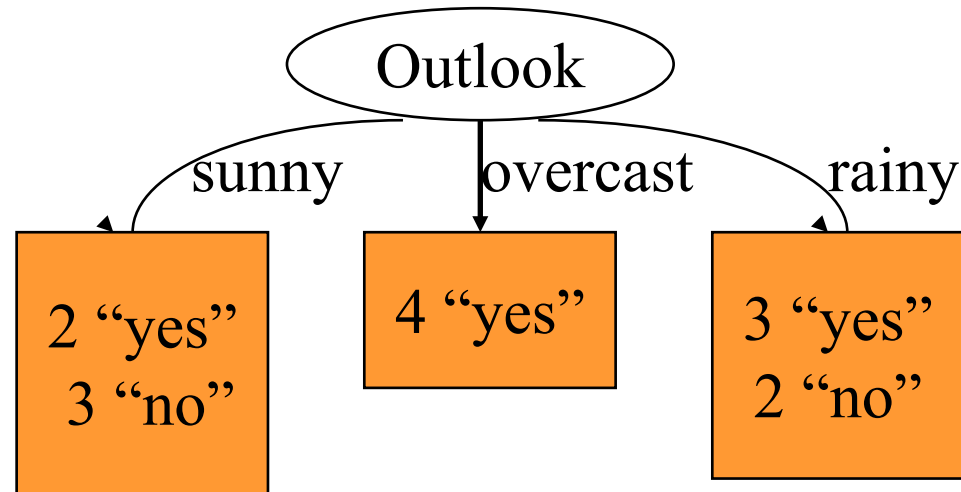 Outlook
sunny
overcast
rainy
2 “yes”
3 “no”
4 “yes”
3 “yes”
2 “no”